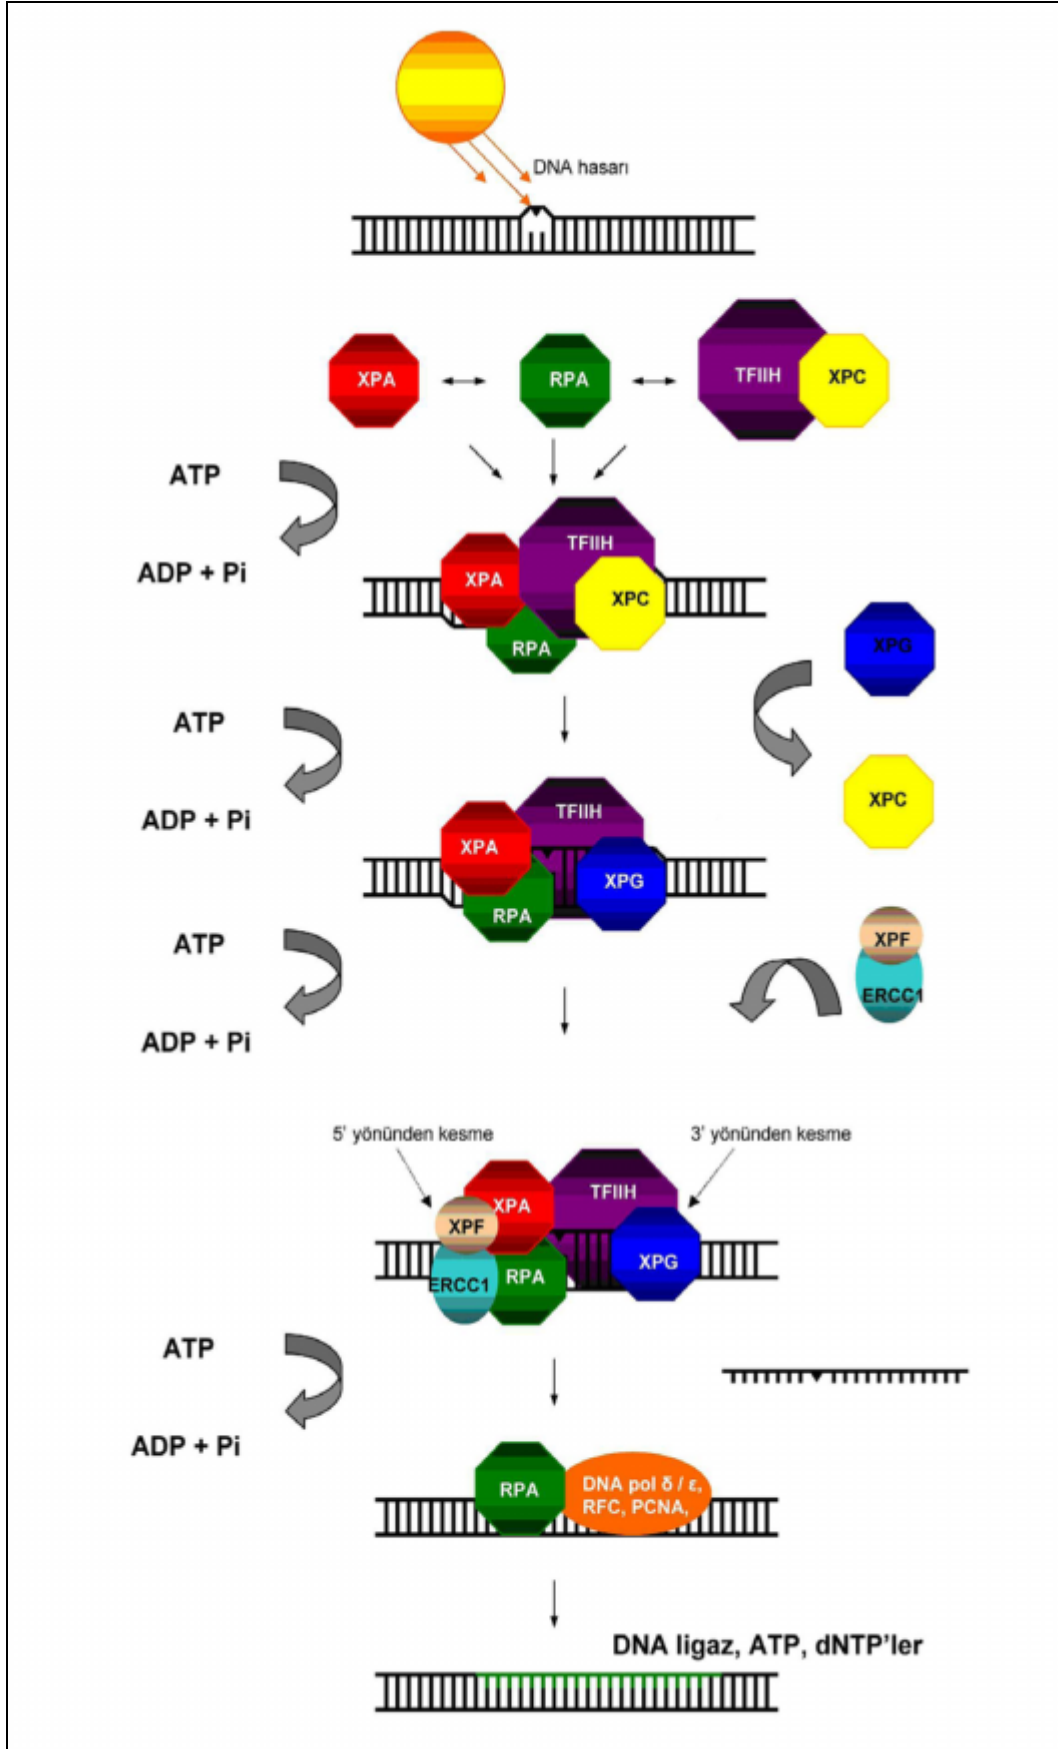 DNA hasarı
XPA
RPA
TFIIH
XPC
ATP
ADP + Pi
TFIIH
XPA
XPC
RPA
XPG
ATP
ADP + Pi
XPC
TFIIH
XPA
XPG
RPA
ATP
ADP + Pi
XPF
ERCC1
5' yönünden kesme
3' yönünden kesme
XPA
TFIIH
XPF
ERCC1
RPA
XPG
ATP
ADP + Pi
RPA
DNA pol δ / ε,
RFC, PCNA,
DNA ligaz, ATP, dNTP'ler